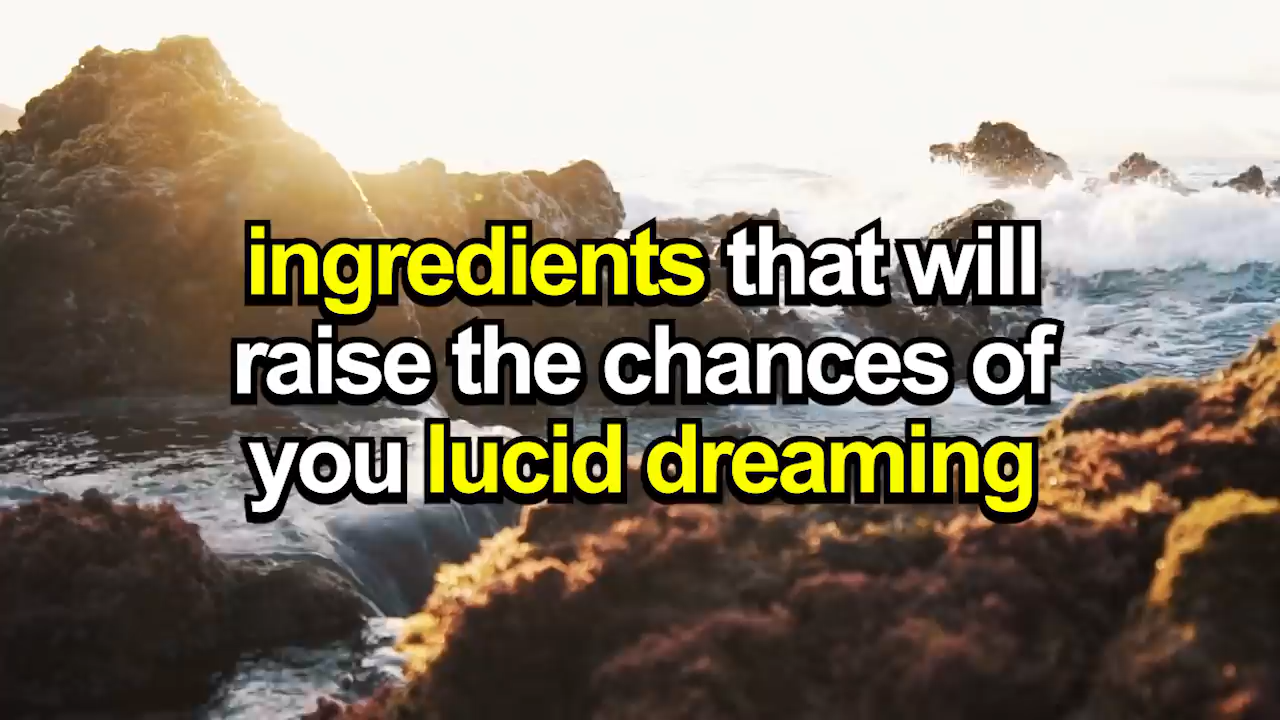 ingredients that will
raise the chances of
you lucid dreaming